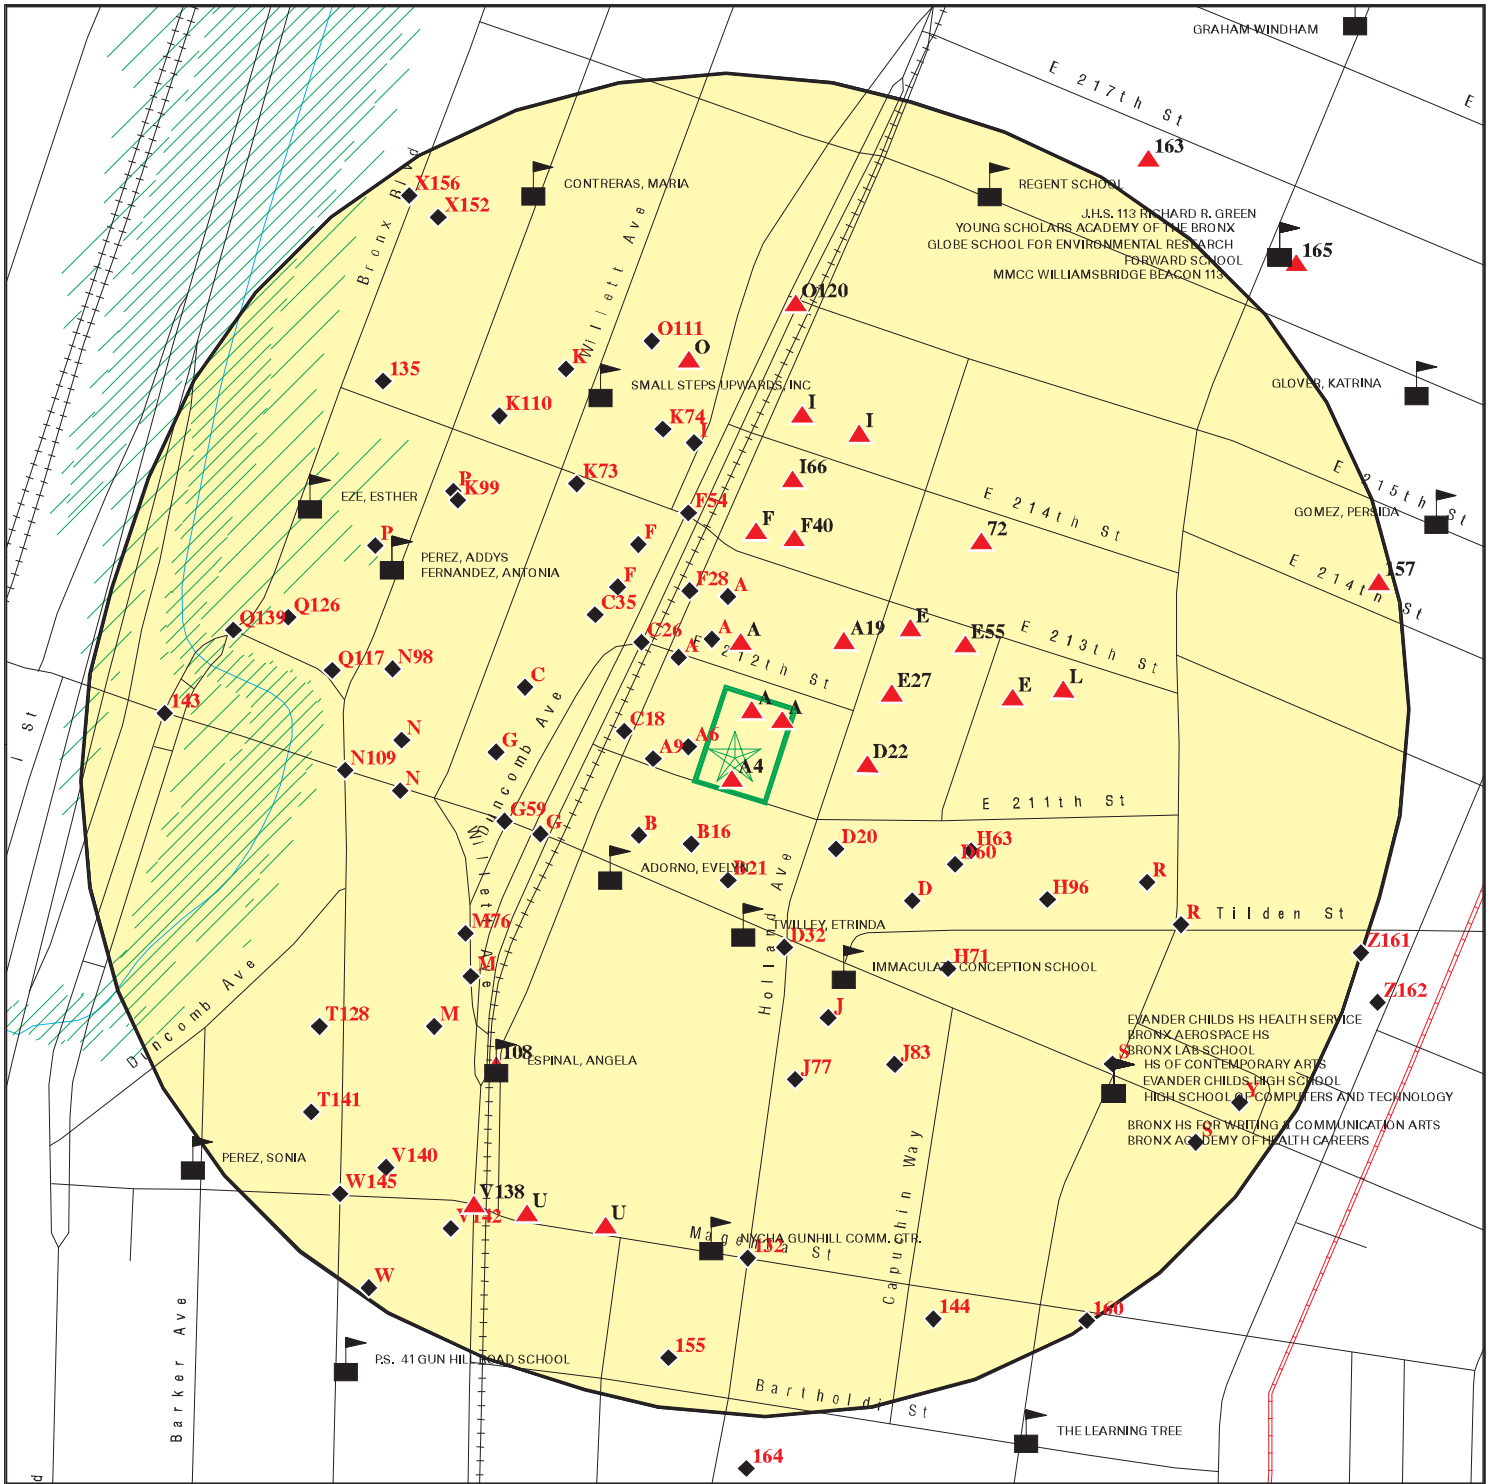 GRAHAM WINDHAM
E 217th St
E
163
Bronx Blvd
X156
X152
CONTRERAS, MARIA
Willett Ave
REGENT SCHOOL
J.H.S. 113 RICHARD R. GREEN
YOUNG SCHOLARS ACADEMY OF THE BRONX
GLOBE SCHOOL FOR ENVIRONMENTAL RESEARCH
FORWARD SCHOOL
MMCC WILLIAMSBRIDGE BEACON 113
165
O120
O111
O
K
135
SMALL STEPS UPWARDS, INC
GLOVER, KATRINA
K110
K74
I
I
I
K73
I66
P
K99
EZE, ESTHER
F54
E 214th St
E 215th St
GOMEZ, PERSIDA
F
F40
72
P
PEREZ, ADDYS
FERNANDEZ, ANTONIA
F
F
F28
A
157
E 214th St
C35
Q126
Q139
C26
A
A
A
A19
E
E55
E 213th St
E 212th St
Q117
N98
C
E27
E
L
143
I St
Duncomb Ave
C18
A
A
N
G
A9
A6
D22
N109
N
A4
E 211th St
G59
G
B
B16
D20
H63
D60
Willett Ave
ADORNO, EVELYN
B21
D
H96
R
R
Tilden St
M76
TWILLEY, ETRINDA
D32
Z161
Holland Ave
M
IMMACULATE CONCEPTION SCHOOL
H71
Z162
Duncomb Ave
T128
M
J
EVANDER CHILDS HS HEALTH SERVICE
BRONX AEROSPACE HS
BRONX LAB SCHOOL
HS OF CONTEMPORARY ARTS
EVANDER CHILDS HIGH SCHOOL
HIGH SCHOOL OF COMPUTERS AND TECHNOLOGY
BRONX HS FOR WRITING & COMMUNICATION ARTS
BRONX ACADEMY OF HEALTH CAREERS
S
Y
S
108
ESPINAL, ANGELA
J77
J83
T141
PEREZ, SONIA
V140
W145
V138
V142
U
U
Capuchin Way
Magenta St
NYCHA GUNHILL COMM. CTR.
132
W
144
160
Barker Ave
P.S. 41 GUN HILL ROAD SCHOOL
155
Bartholdi St
THE LEARNING TREE
164
d